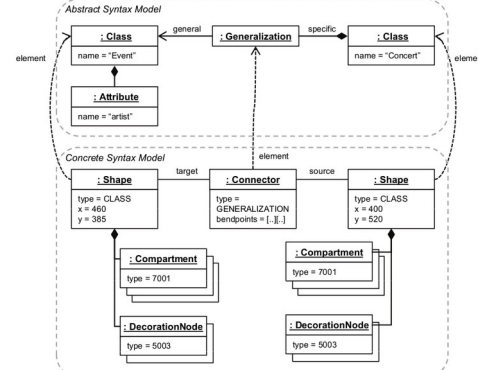 Abstract Syntax Model
: Class
name = “Event”
general
: Generalization
specific
: Class
name = “Concert”
element
eleme
: Attribute
name = “artist”
Concrete Syntax Model
element
: Shape
type = CLASS
x = 460
y = 385
target
: Connector
type =
GENERALIZATION
bendpoints = [..][..]
source
: Shape
type = CLASS
x = 400
y = 520
: Compartment
type = 7001
: Compartment
type = 7001
: DecorationNode
type = 5003
: DecorationNode
type = 5003